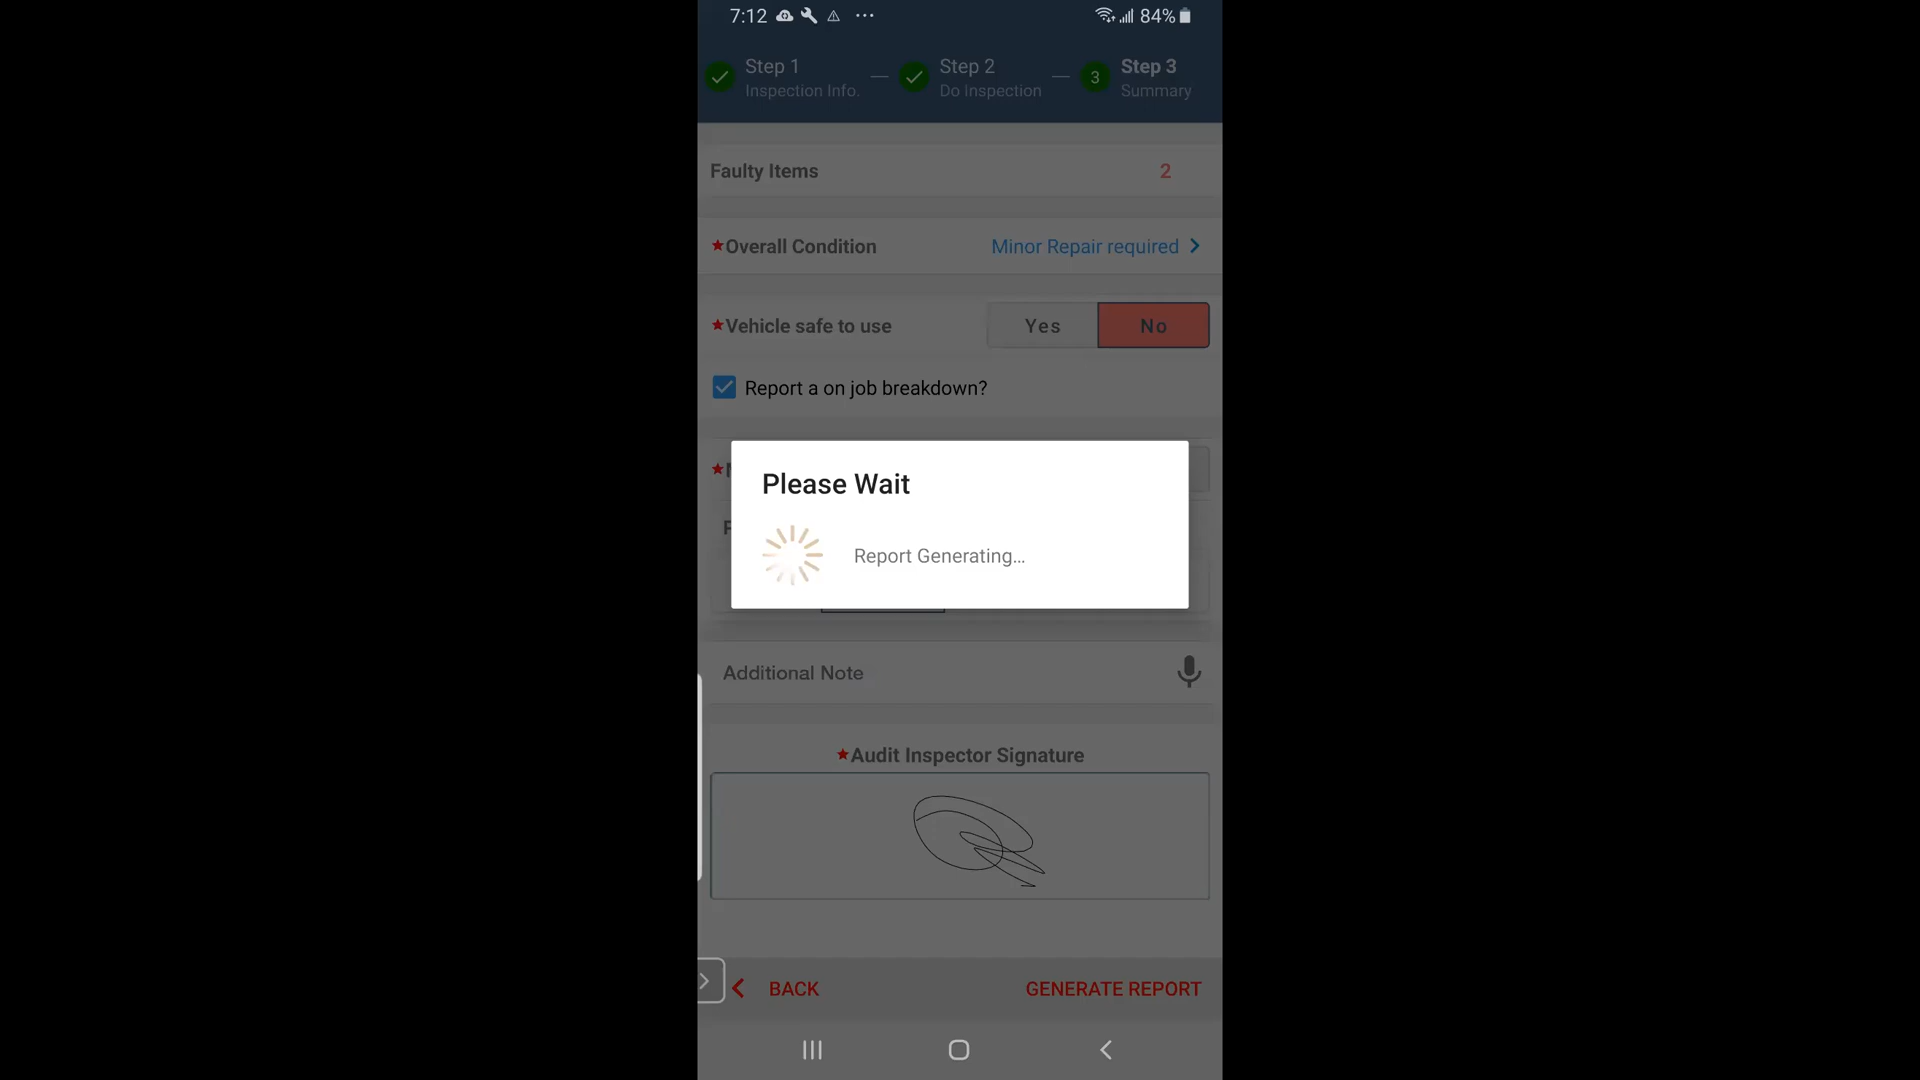 7:12 84%
Step 1 Step 2 3 Step 3
Inspection Info. Do Inspection Summary
Faulty Items 2
*Overall Condition Minor Repair required
*Vehicle safe to use Yes No
Report a on job breakdown?
Please Wait
Report Generating...
Additional Note
*Audit Inspector Signature
BACK GENERATE REPORT